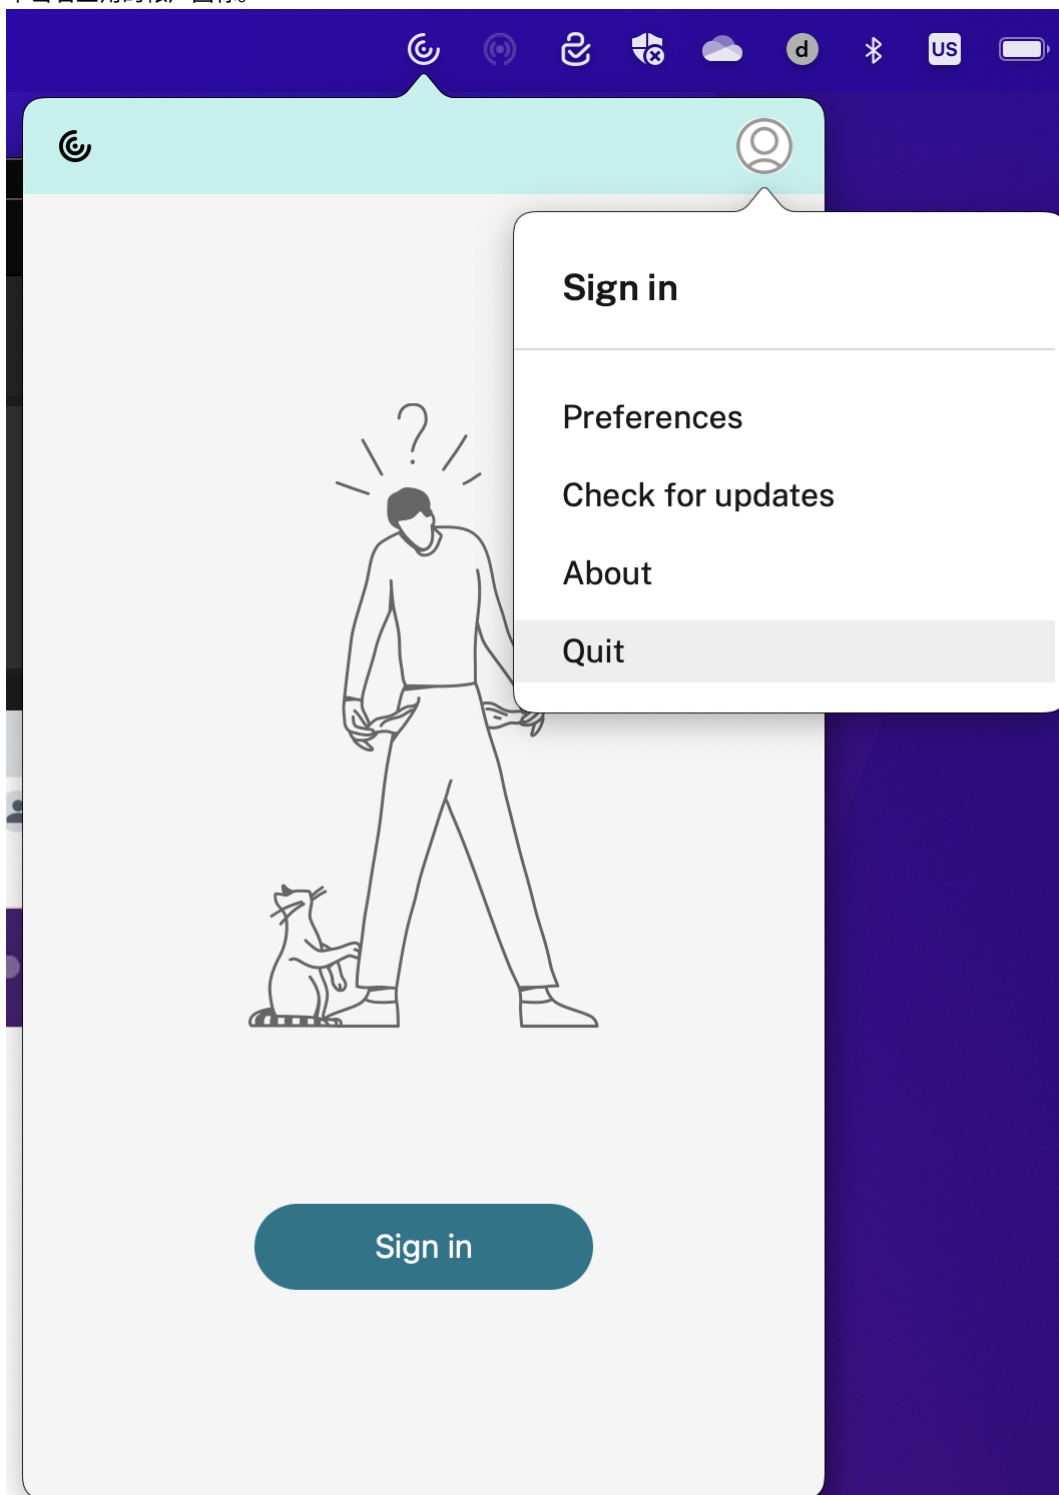 d
US
Sign in
Preferences
Check for updates
About
Quit
?
Sign in